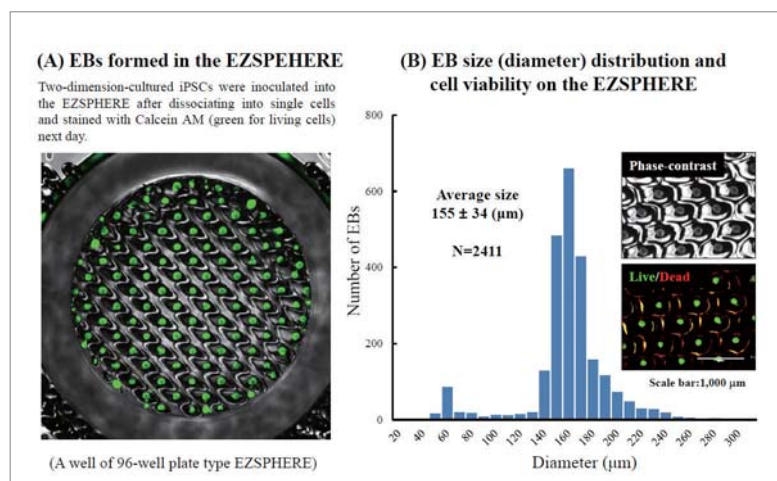 (A) EBs formed in the EZSPEHERE
Two-dimension-cultured iPSCs were inoculated into
the EZSPHERE after dissociating into single cells
and stained with Calcein AM (green for living cells)
next day.
(A well of 96-well plate type EZSPHERE)
(B) EB size (diameter) distribution and
cell viability on the EZSPHERE
800
600
400
200
0
Number of EBs
Average size
155 ± 34 (μm)
N=2411
Phase-contrast
Live/Dead
Scale bar:1,000 μm
20 40 60 80 100 120 140 160 180 200 220 240 260 280 300
Diameter (μm)